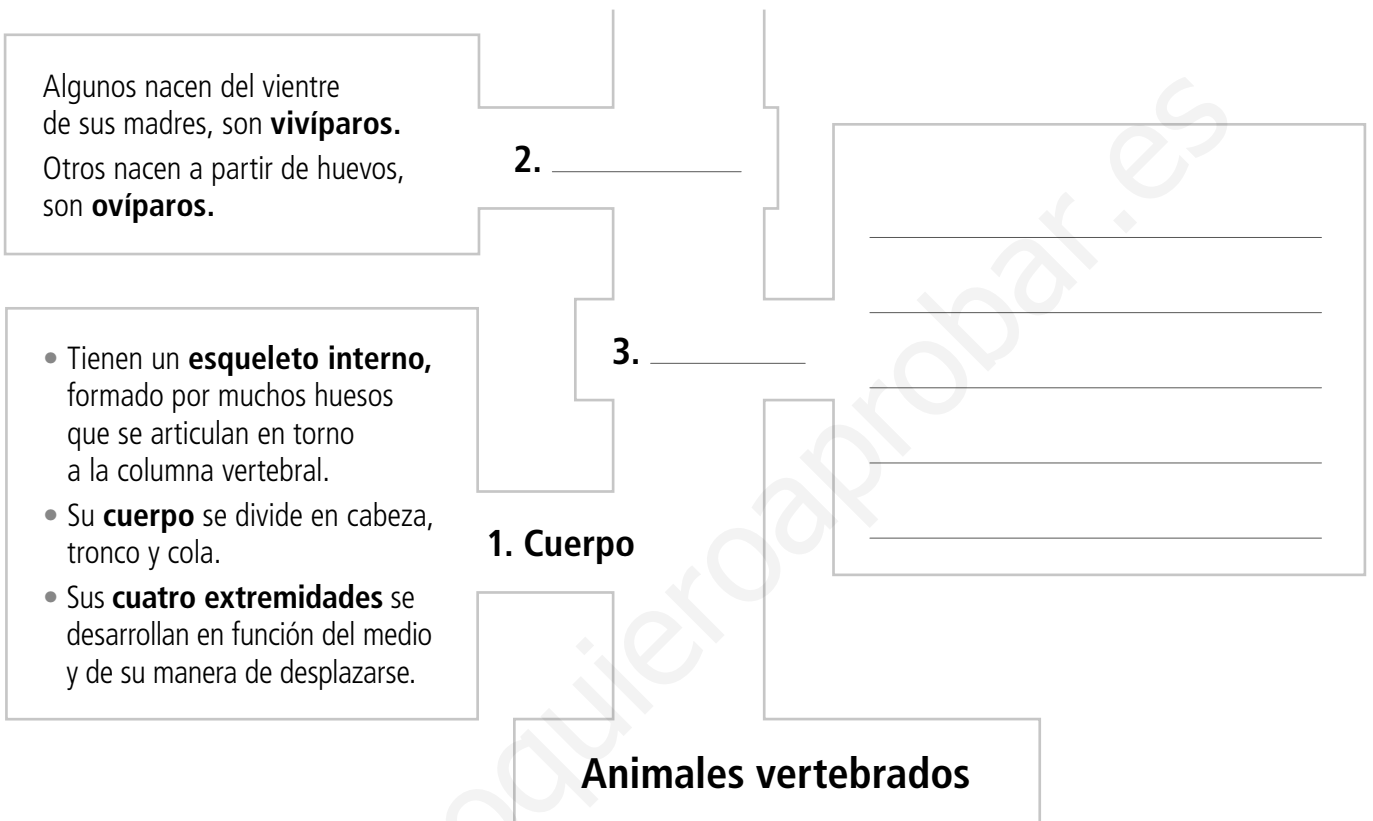 Algunos nacen del vientre
de sus madres, son vivíparos.
Otros nacen a partir de huevos,
son ovíparos.
2.
3.
• Tienen un esqueleto interno,
formado por muchos huesos
que se articulan en torno
a la columna vertebral.
• Su cuerpo se divide en cabeza,
tronco y cola.
• Sus cuatro extremidades se
desarrollan en función del medio
y de su manera de desplazarse.
1. Cuerpo
Animales vertebrados
oquieroaprobar.es